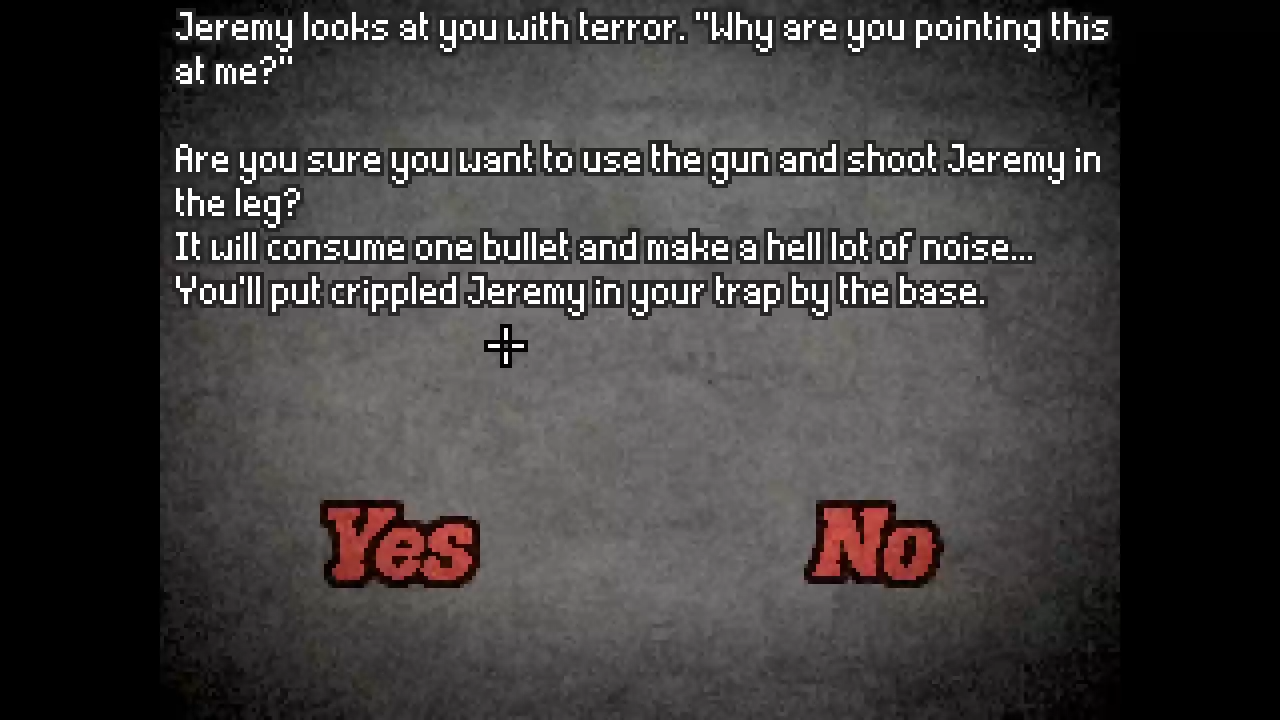 Jeremy looks at you with terror. "Why are you pointing this
at me?"
Are you sure you want to use the gun and shoot Jeremy in
the leg?
It will consume one bullet and make a hell lot of noise...
You'll put crippled Jeremy in your trap by the base.
Yes No